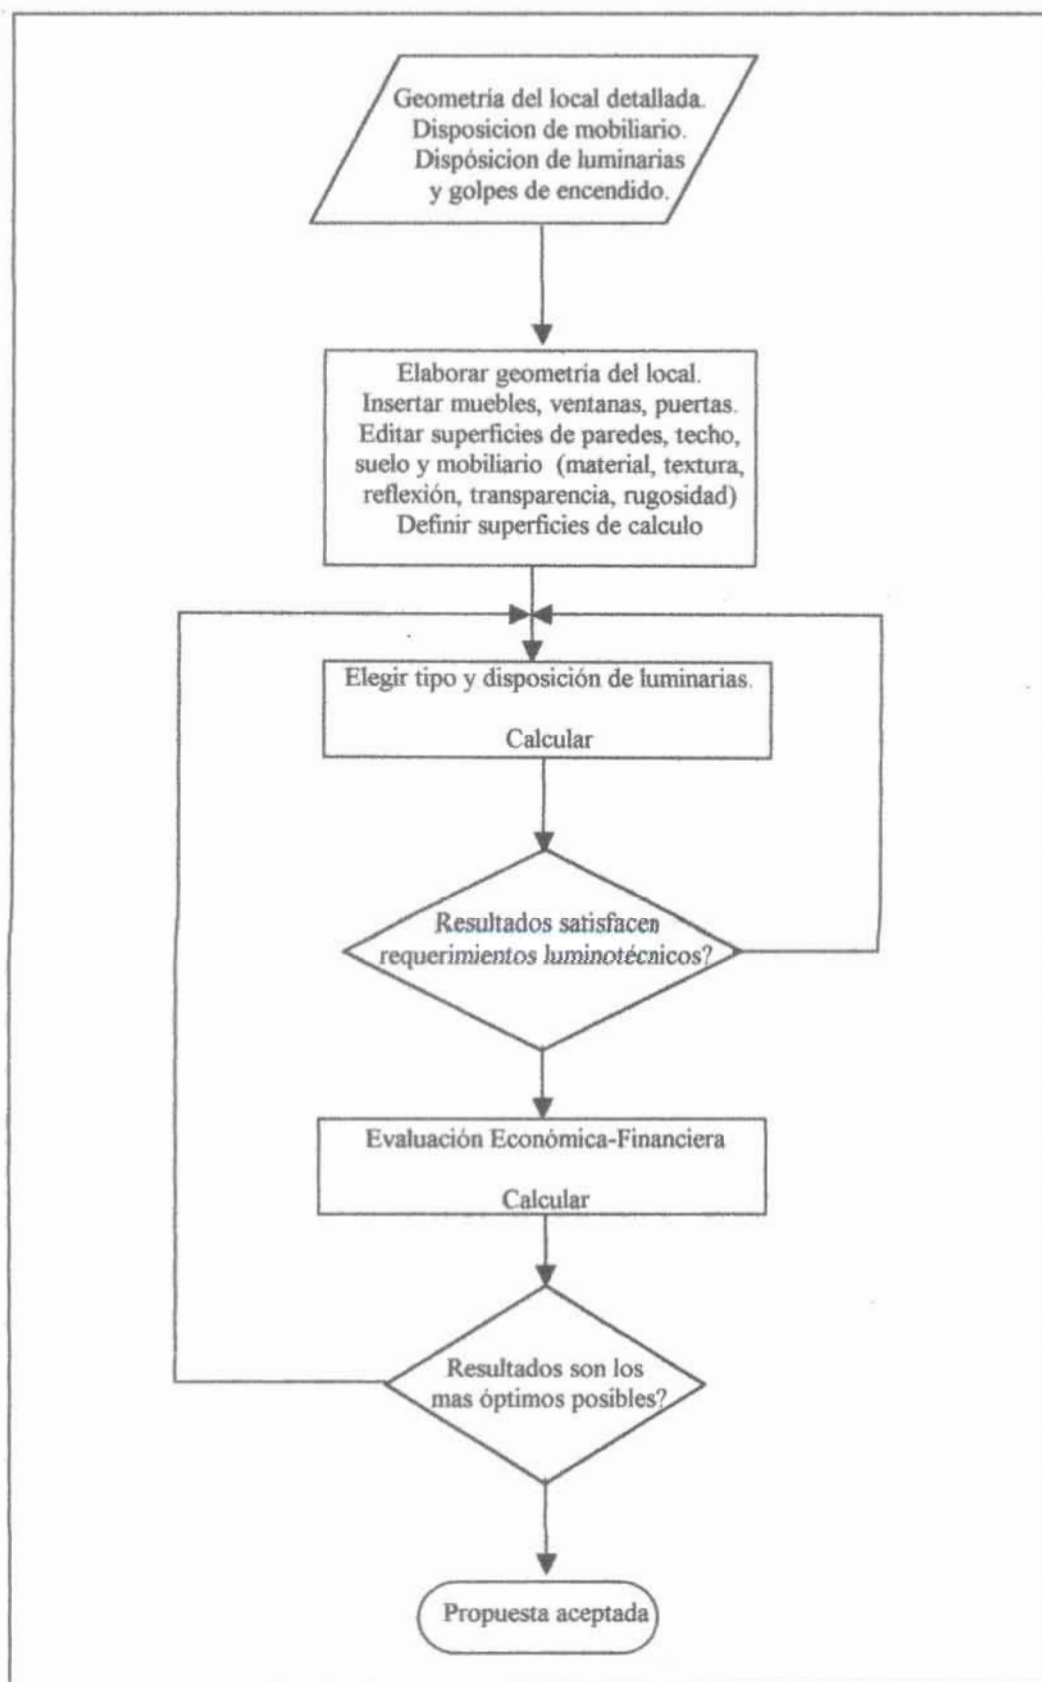 Geometría del local detallada.
Disposicion de mobiliario.
Dispósicion de luminarias
y golpes de encendido.
Elaborar geometria del local.
Insertar muebles, ventanas, puertas.
Editar superficies de paredes, techo,
suelo y mobiliario (material, textura,
reflexión, transparencia, rugosidad)
Definir superficies de calculo
Elegir tipo y disposición de luminarias.
Calcular
Resultados satisfacen
requerimientos luminotécnicos?
Evaluación Económica-Financiera
Calcular
Resultados son los
mas óptimos posibles?
Propuesta aceptada